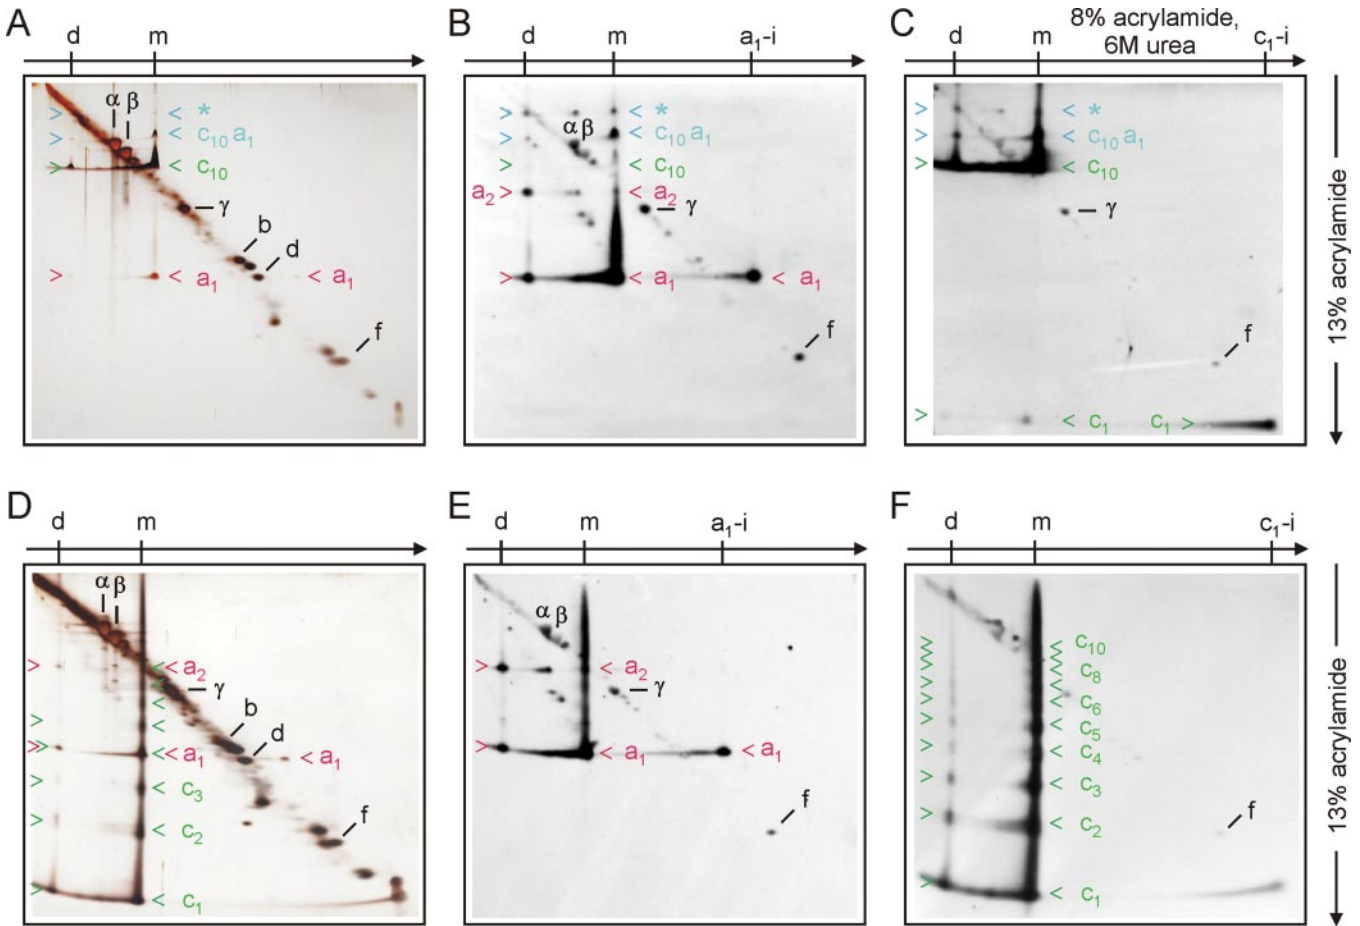 A
d m
α β
< *
< c₁₀ a₁
< c₁₀
γ
b
d
> < a₁ < a₁
f
B
d m a₁-i
> < *
αβ
> < c₁₀ a₁
> < c₁₀
a₂ > < a₂
γ
> < a₁ < a₁
f
C
8% acrylamide,
6M urea
d m c₁-i
> < *
> < c₁₀ a₁
> < c₁₀
γ
f
> < c₁ c₁ >
13% acrylamide
D
d m
α β
> < a₂
γ
b
d
> < a₁ < a₁
> < c₃
> < c₂
f
> < c₁
E
d m a₁-i
αβ
> < a₂
γ
> < a₁ < a₁
f
F
d m c₁-i
> < c₁₀
> < c₈
> < c₆
> < c₅
> < c₄
> < c₃
> < c₂
f
> < c₁
13% acrylamide